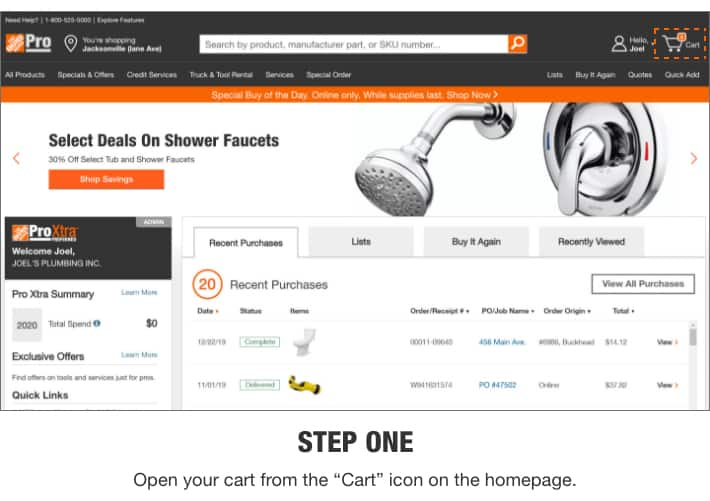 Need Help? | 1-800-525-5000 | Explore Features
Pro
You're shopping
Jacksonville (lane Ave)
Search by product, manufacturer part, or SKU number...
Hello,
Joel
Cart
All Products Specials & Offers Credit Services Truck & Tool Rental Services Special Order Lists Buy It Again Quotes Quick Add
Special Buy of the Day. Online only. While supplies last. Shop Now >
Select Deals On Shower Faucets
30% Off Select Tub and Shower Faucets
Shop Savings
ADMIN
ProXtra
Welcome Joel,
JOEL'S PLUMBING INC.
Pro Xtra Summary Learn More
2020 Total Spend $0
Exclusive Offers Learn More
Find offers on tools and services just for pros.
Quick Links
Recent Purchases Lists Buy It Again Recently Viewed
20 Recent Purchases View All Purchases
Date Status Items Order/Receipt # PO/Job Name Order Origin Total
12/22/19 Complete 00011-09640 456 Main Ave. #6986, Buckhead $14.12 View >
11/01/19 Delivered W941631574 PO #47502 Online $37.82 View >
STEP ONE
Open your cart from the “Cart” icon on the homepage.